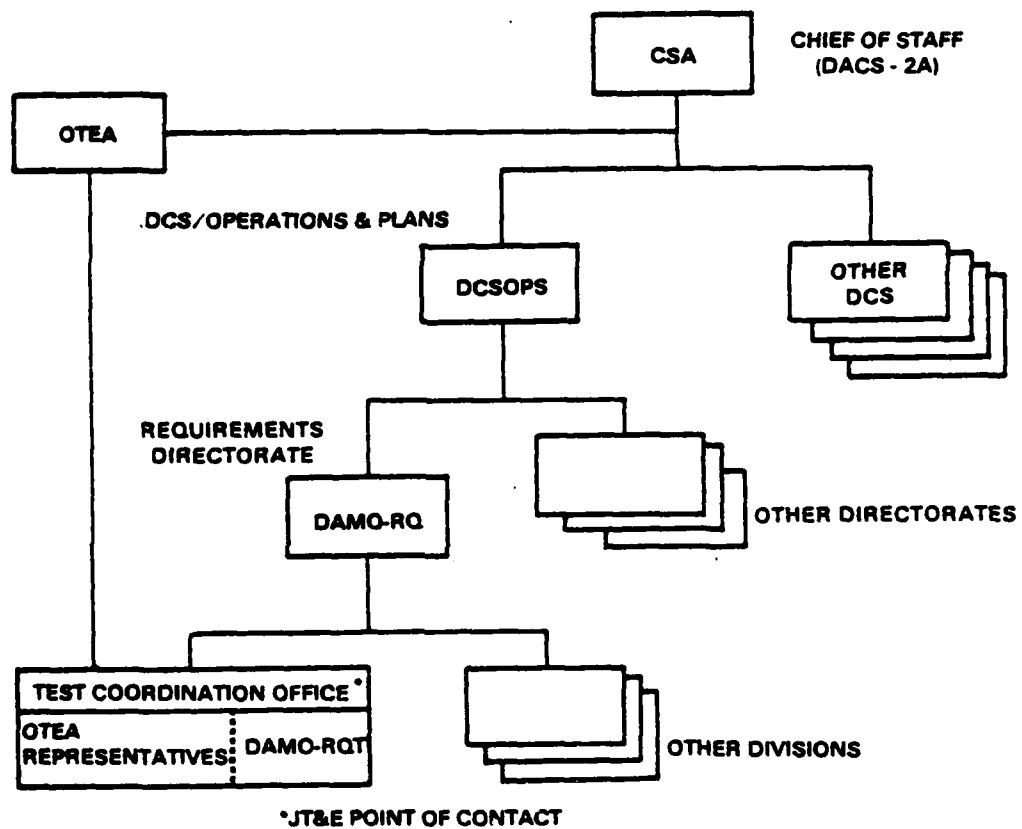 CSA
CHIEF OF STAFF
(DACS - 2A)
OTEA
DCS/OPERATIONS & PLANS
DCSOPS
OTHER
DCS
REQUIREMENTS
DIRECTORATE
DAMO-RQ
OTHER DIRECTORATES
TEST COORDINATION OFFICE*
OTEA
REPRESENTATIVES
DAMO-RQT
OTHER DIVISIONS
*JT&E POINT OF CONTACT